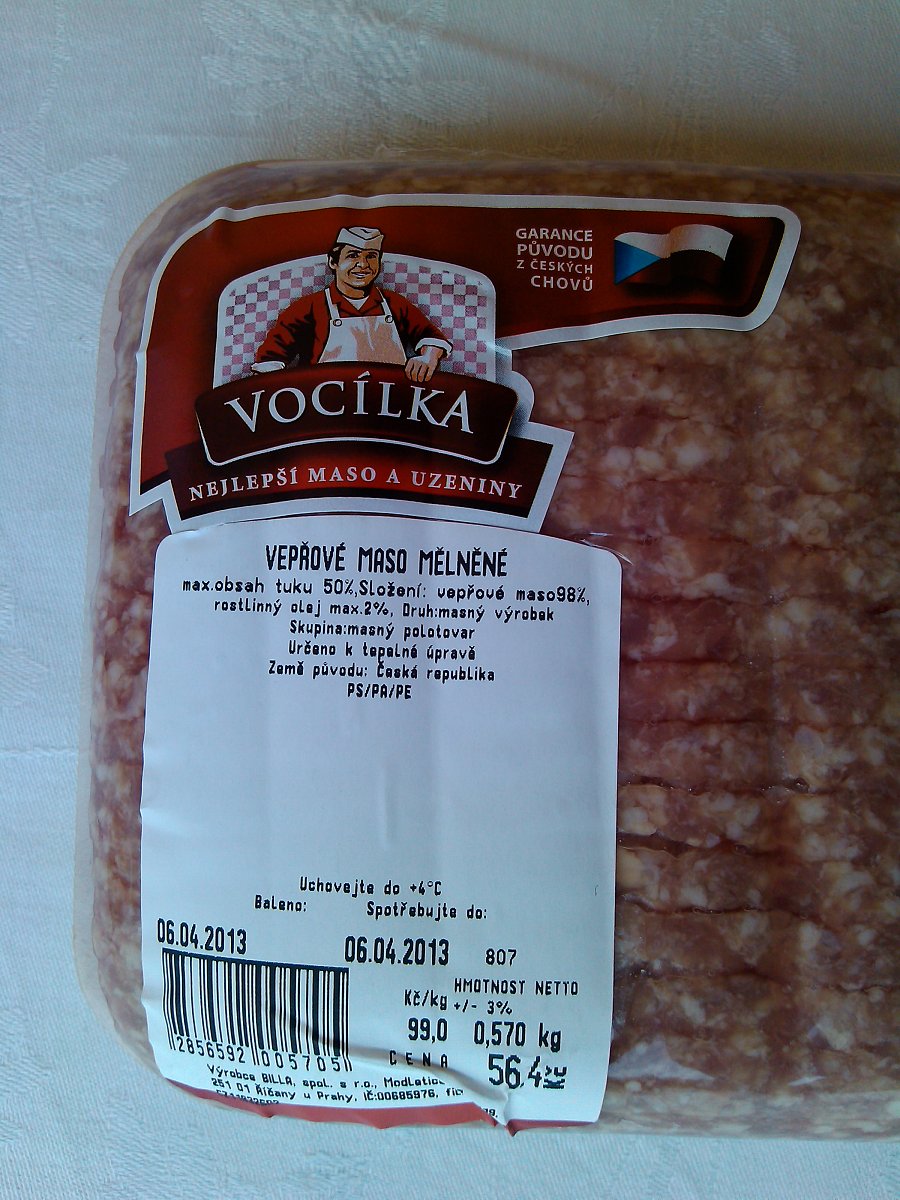 GARANCE
PŮVODU
Z ČESKÝCH
CHOVŮ
VOCÍLKA
NEJLEPŠÍ MASO A UZENINY
VEPŘOVÉ MASO MĚLNĚNÉ
max.obsah tuku 50%,Složení: vepřové maso98%,
rostlinný olej max.2%, Druh:masný výrobek
Skupina:masný polotovar
Určeno k tepelné úpravě
Země původu: Česká republika
PS/PA/PE
Uchovejte do +4°C
Baleno: Spotřebujte do:
06.04.2013 06.04.2013 807
HMOTNOST NETTO
Kč/kg +/- 3%
99,0 0,570 kg
CENA 56,4 Kč
2856592 005705
Výrobce BILLA, spol. s r.o., Modletice
251 01 Říčany u Prahy, IČ:00685976,